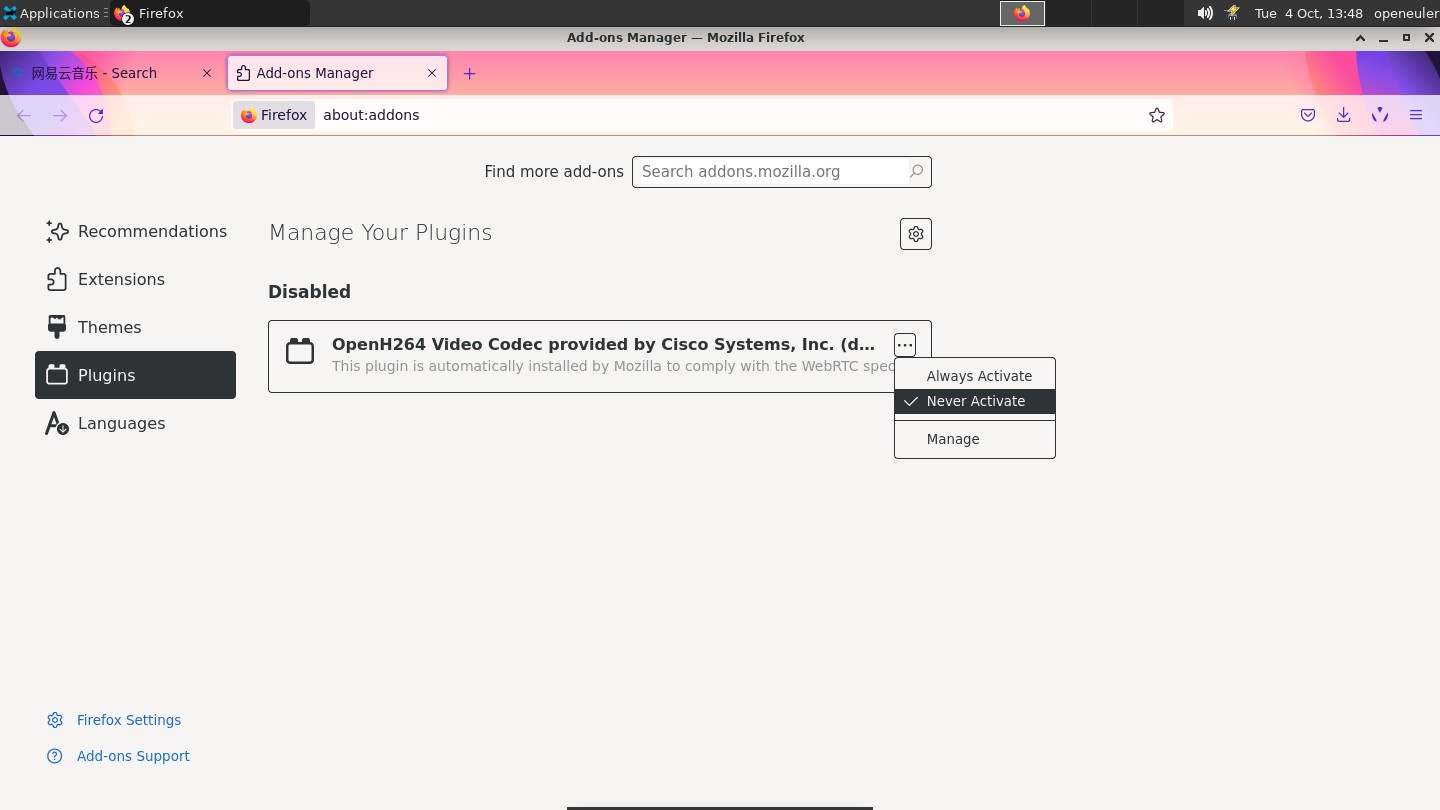 Applications
2
Firefox
Tue 4 Oct, 13:48
openeuler
Add-ons Manager — Mozilla Firefox
网易云音乐 - Search
Add-ons Manager
Firefox
about:addons
Find more add-ons
Search addons.mozilla.org
Recommendations
Extensions
Themes
Plugins
Languages
Manage Your Plugins
Disabled
OpenH264 Video Codec provided by Cisco Systems, Inc. (d…
This plugin is automatically installed by Mozilla to comply with the WebRTC spec
Always Activate
Never Activate
Manage
Firefox Settings
Add-ons Support